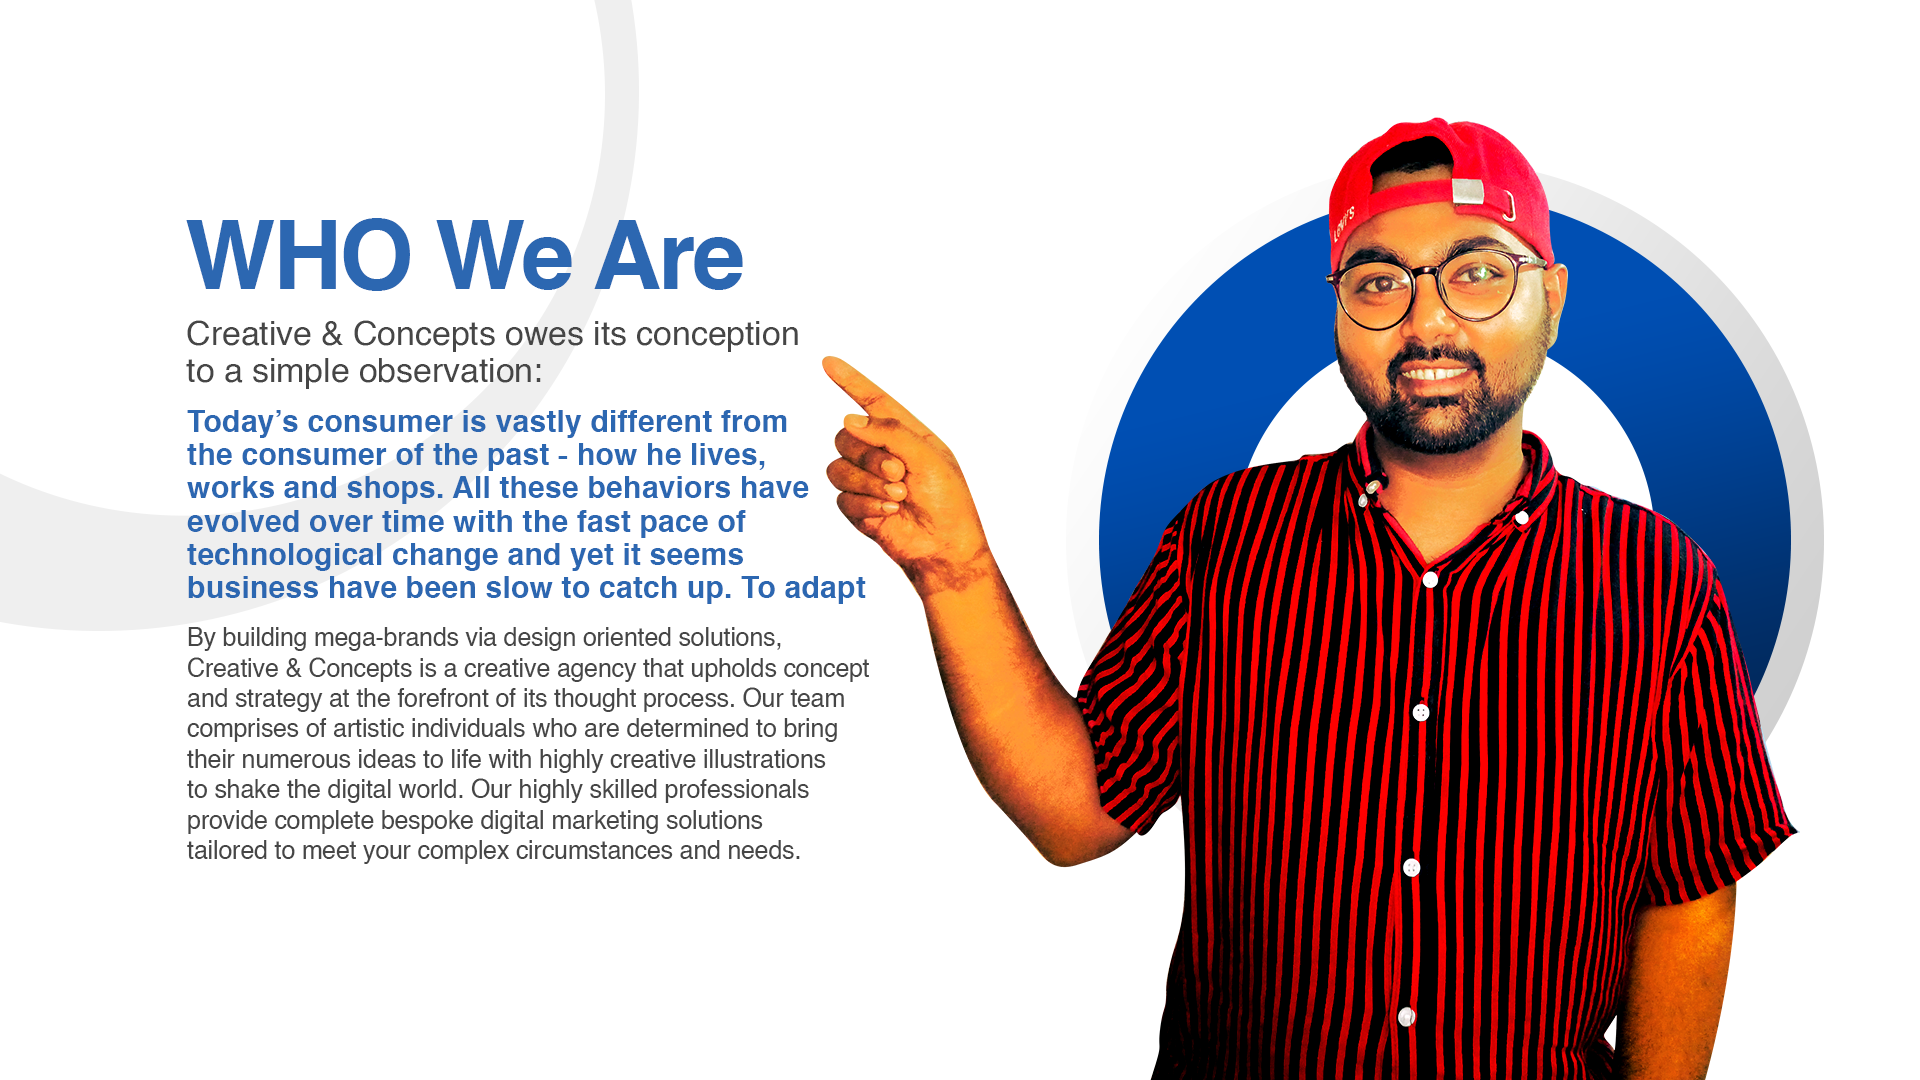 WHO We Are
Creative & Concepts owes its conception
to a simple observation:
Today’s consumer is vastly different from
the consumer of the past - how he lives,
works and shops. All these behaviors have
evolved over time with the fast pace of
technological change and yet it seems
business have been slow to catch up. To adapt
By building mega-brands via design oriented solutions,
Creative & Concepts is a creative agency that upholds concept
and strategy at the forefront of its thought process. Our team
comprises of artistic individuals who are determined to bring
their numerous ideas to life with highly creative illustrations
to shake the digital world. Our highly skilled professionals
provide complete bespoke digital marketing solutions
tailored to meet your complex circumstances and needs.